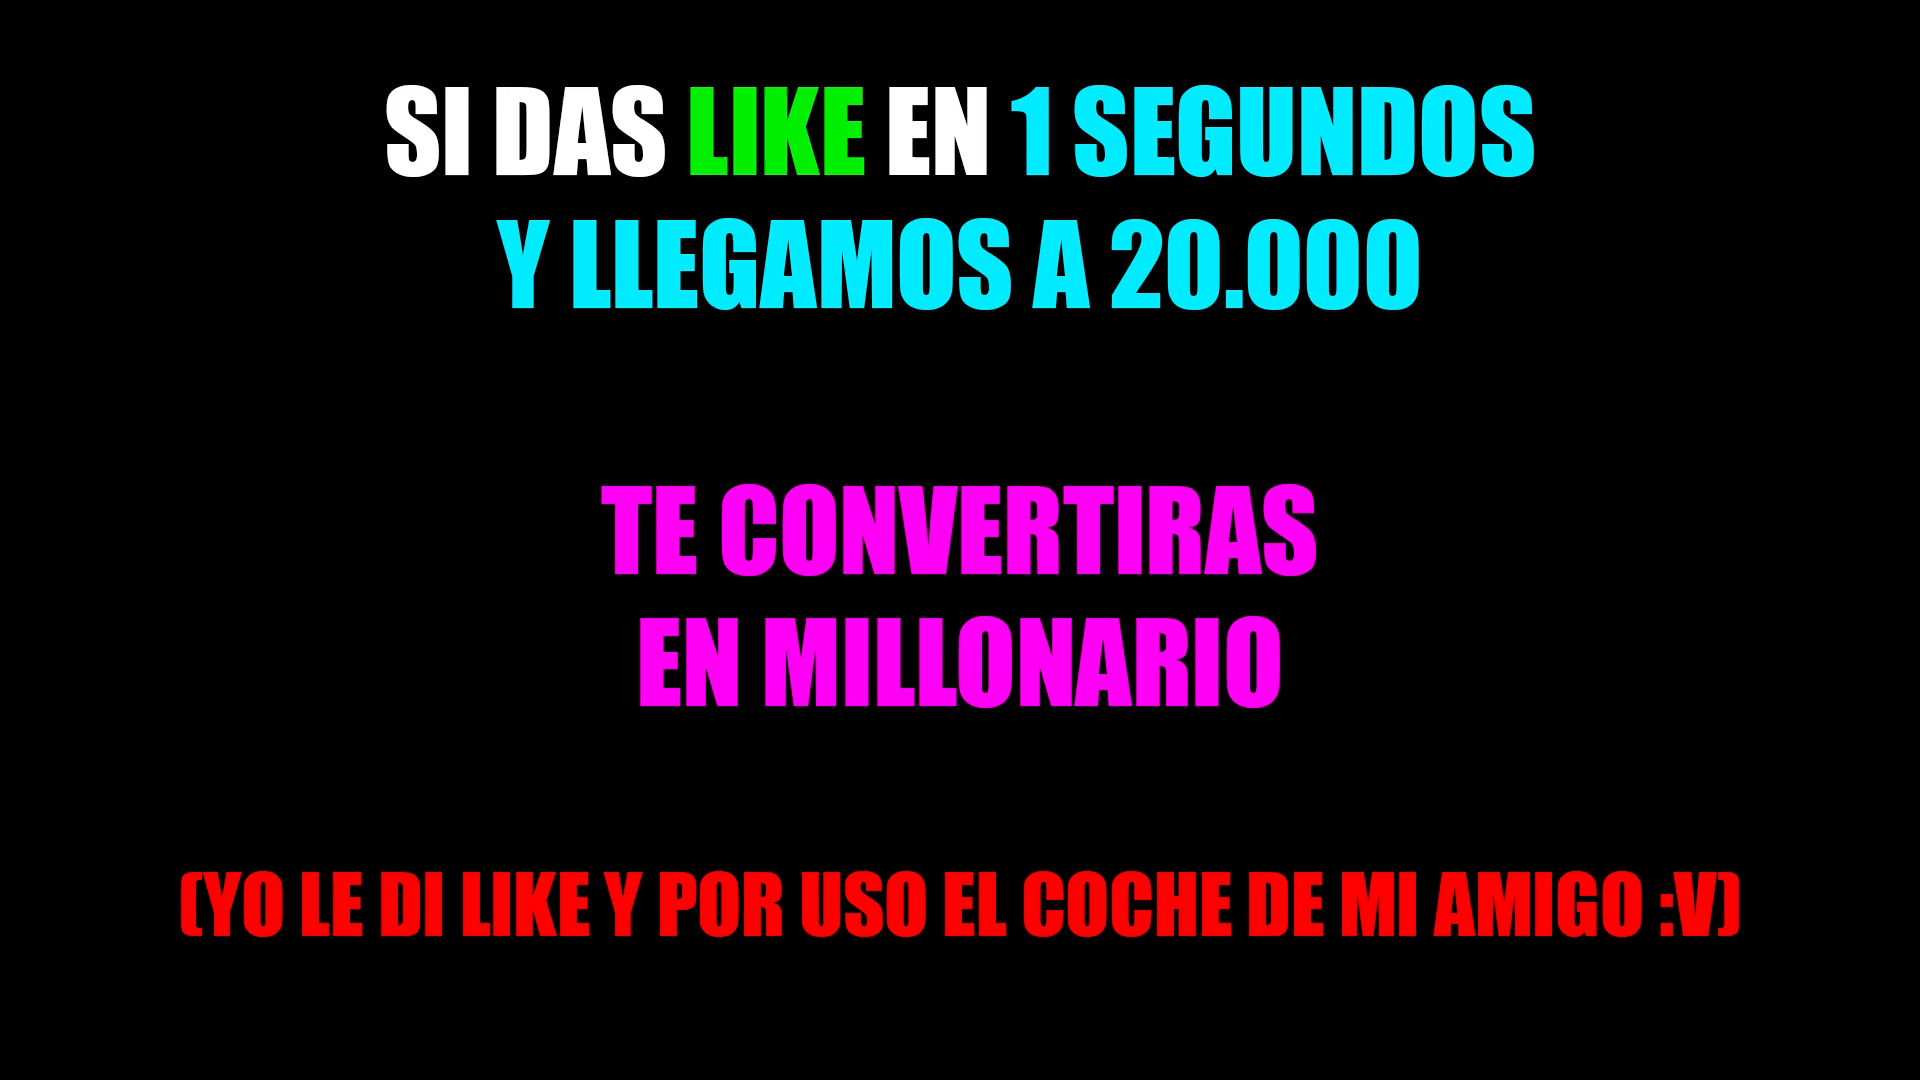 SI DAS LIKE EN 1 SEGUNDOS
Y LLEGAMOS A 20.000
TE CONVERTIRAS
EN MILLONARIO
(YO LE DI LIKE Y POR USO EL COCHE DE MI AMIGO :V)